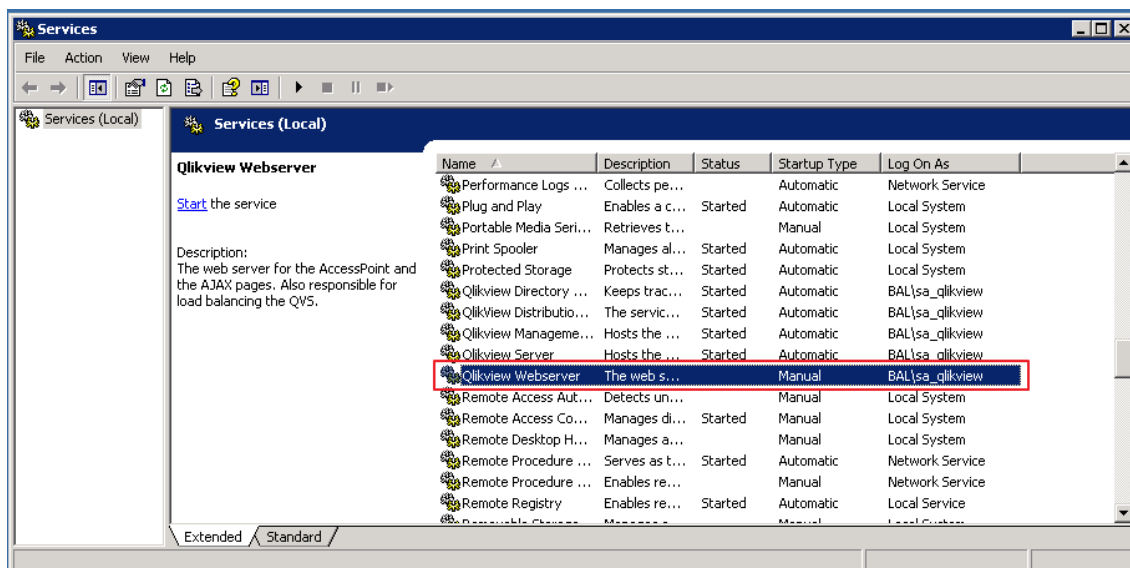 Services
File Action View Help
Services (Local)
Services (Local)
Qlikview Webserver
Start the service
Description:
The web server for the AccessPoint and
the AJAX pages. Also responsible for
load balancing the QVS.
Name Description Status Startup Type Log On As
Performance Logs ... Collects pe... Automatic Network Service
Plug and Play Enables a c... Started Automatic Local System
Portable Media Seri... Retrieves t... Manual Local System
Print Spooler Manages al... Started Automatic Local System
Protected Storage Protects st... Started Automatic Local System
Qlikview Directory ... Keeps trac... Started Automatic BAL\sa_qlikview
QlikView Distributio... The servic... Started Automatic BAL\sa_qlikview
Qlikview Manageme... Hosts the ... Started Automatic BAL\sa_qlikview
Qlikview Server Hosts the ... Started Automatic BAL\sa_qlikview
Qlikview Webserver The web s... Manual BAL\sa_qlikview
Remote Access Aut... Detects un... Manual Local System
Remote Access Co... Manages di... Started Manual Local System
Remote Desktop H... Manages a... Manual Local System
Remote Procedure ... Serves as t... Started Automatic Network Service
Remote Procedure ... Enables re... Manual Network Service
Remote Registry Enables re... Started Automatic Local Service
Extended Standard